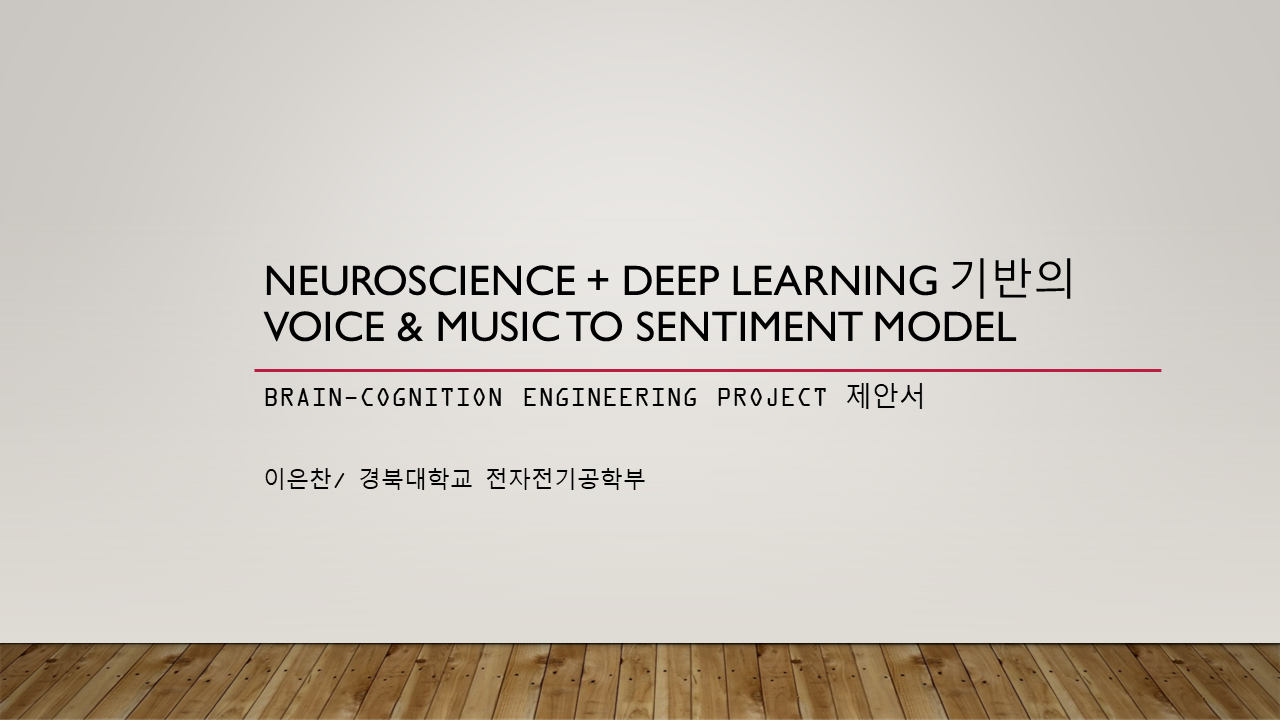 NEUROSCIENCE + DEEP LEARNING 기반의
VOICE & MUSIC TO SENTIMENT MODEL
BRAIN-COGNITION ENGINEERING PROJECT 제안서
이은찬/ 경북대학교 전자전기공학부